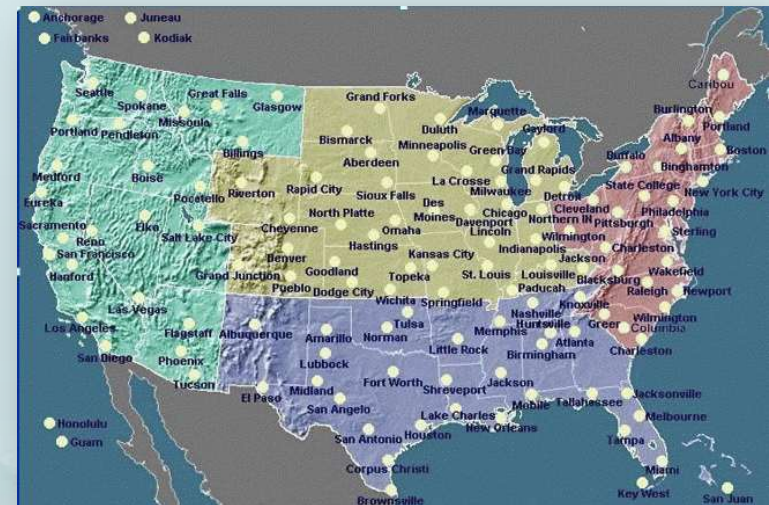 Anchorage
Juneau
Fairbanks
Kodiak
Caribou
Seattle
Spokane
Great Falls
Glasgow
Grand Forks
Marquette
Burlington
Portland
Pendleton
Missoula
Duluth
Gaylord
Albany
Portland
Bismarck
Minneapolis
Green Bay
Boston
Billings
Aberdeen
Buffalo
Binghamton
Medford
Boise
La Crosse
Grand Rapids
State College
Pocatello
Riverton
Rapid City
Sioux Falls
Milwaukee
Detroit
New York City
Eureka
Des
Moines
Chicago
Cleveland
Philadelphia
North Platte
Davenport
Northern IN
Pittsborgh
Sacramento
Reno
Elko
Salt Lake City
Cheyenne
Omaha
Lincoln
Wilmington
Sterling
San Francisco
Hastings
Indianapolis
Charleston
Hanford
Grand Junction
Denver
Goodland
Kansas City
Topeka
St. Louis
Louisville
Jackson
Blacksburg
Wakefield
Pueblo
Dodge City
Paducah
Raleigh
Newport
Las Vegas
Wichita
Springfield
Nashville
Knoxville
Los Angeles
Flagstaff
Albuquerque
Amarillo
Tulsa
Norman
Memphis
Huntsville
Greer
Wilmington
Columbia
San Diego
Phoenix
Tucson
Lubbock
Little Rock
Birmingham
Atlanta
Charleston
El Paso
Midland
Fort Worth
Shreveport
Jackson
San Angelo
Lake Charles
Mobile
Tallahassee
Jacksonville
Honolulu
Guam
San Antonio
Houston
New Orleans
Melbourne
Tampa
Corpus Christi
Miami
Brownsville
Key West
San Juan